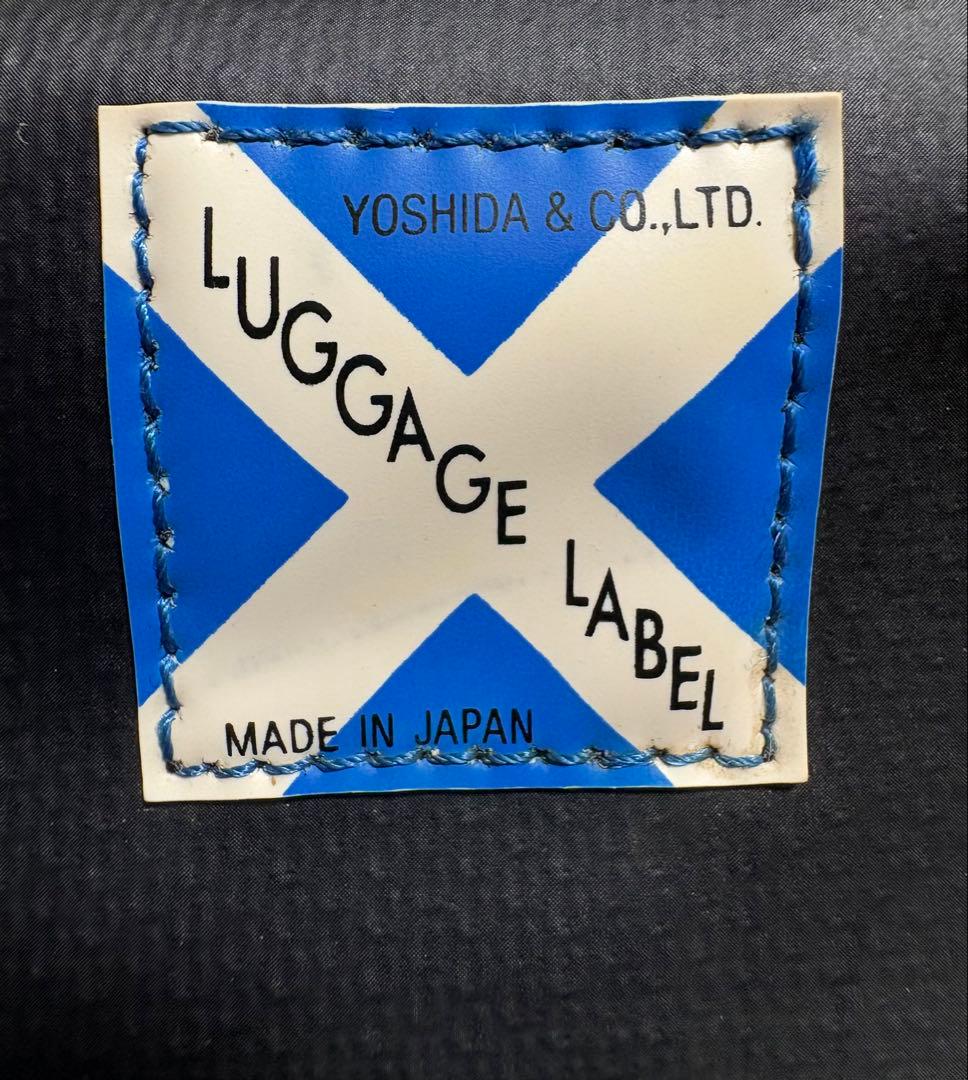 YOSHIDA & CO.,LTD.
LUGGAGE LABEL
MADE IN JAPAN